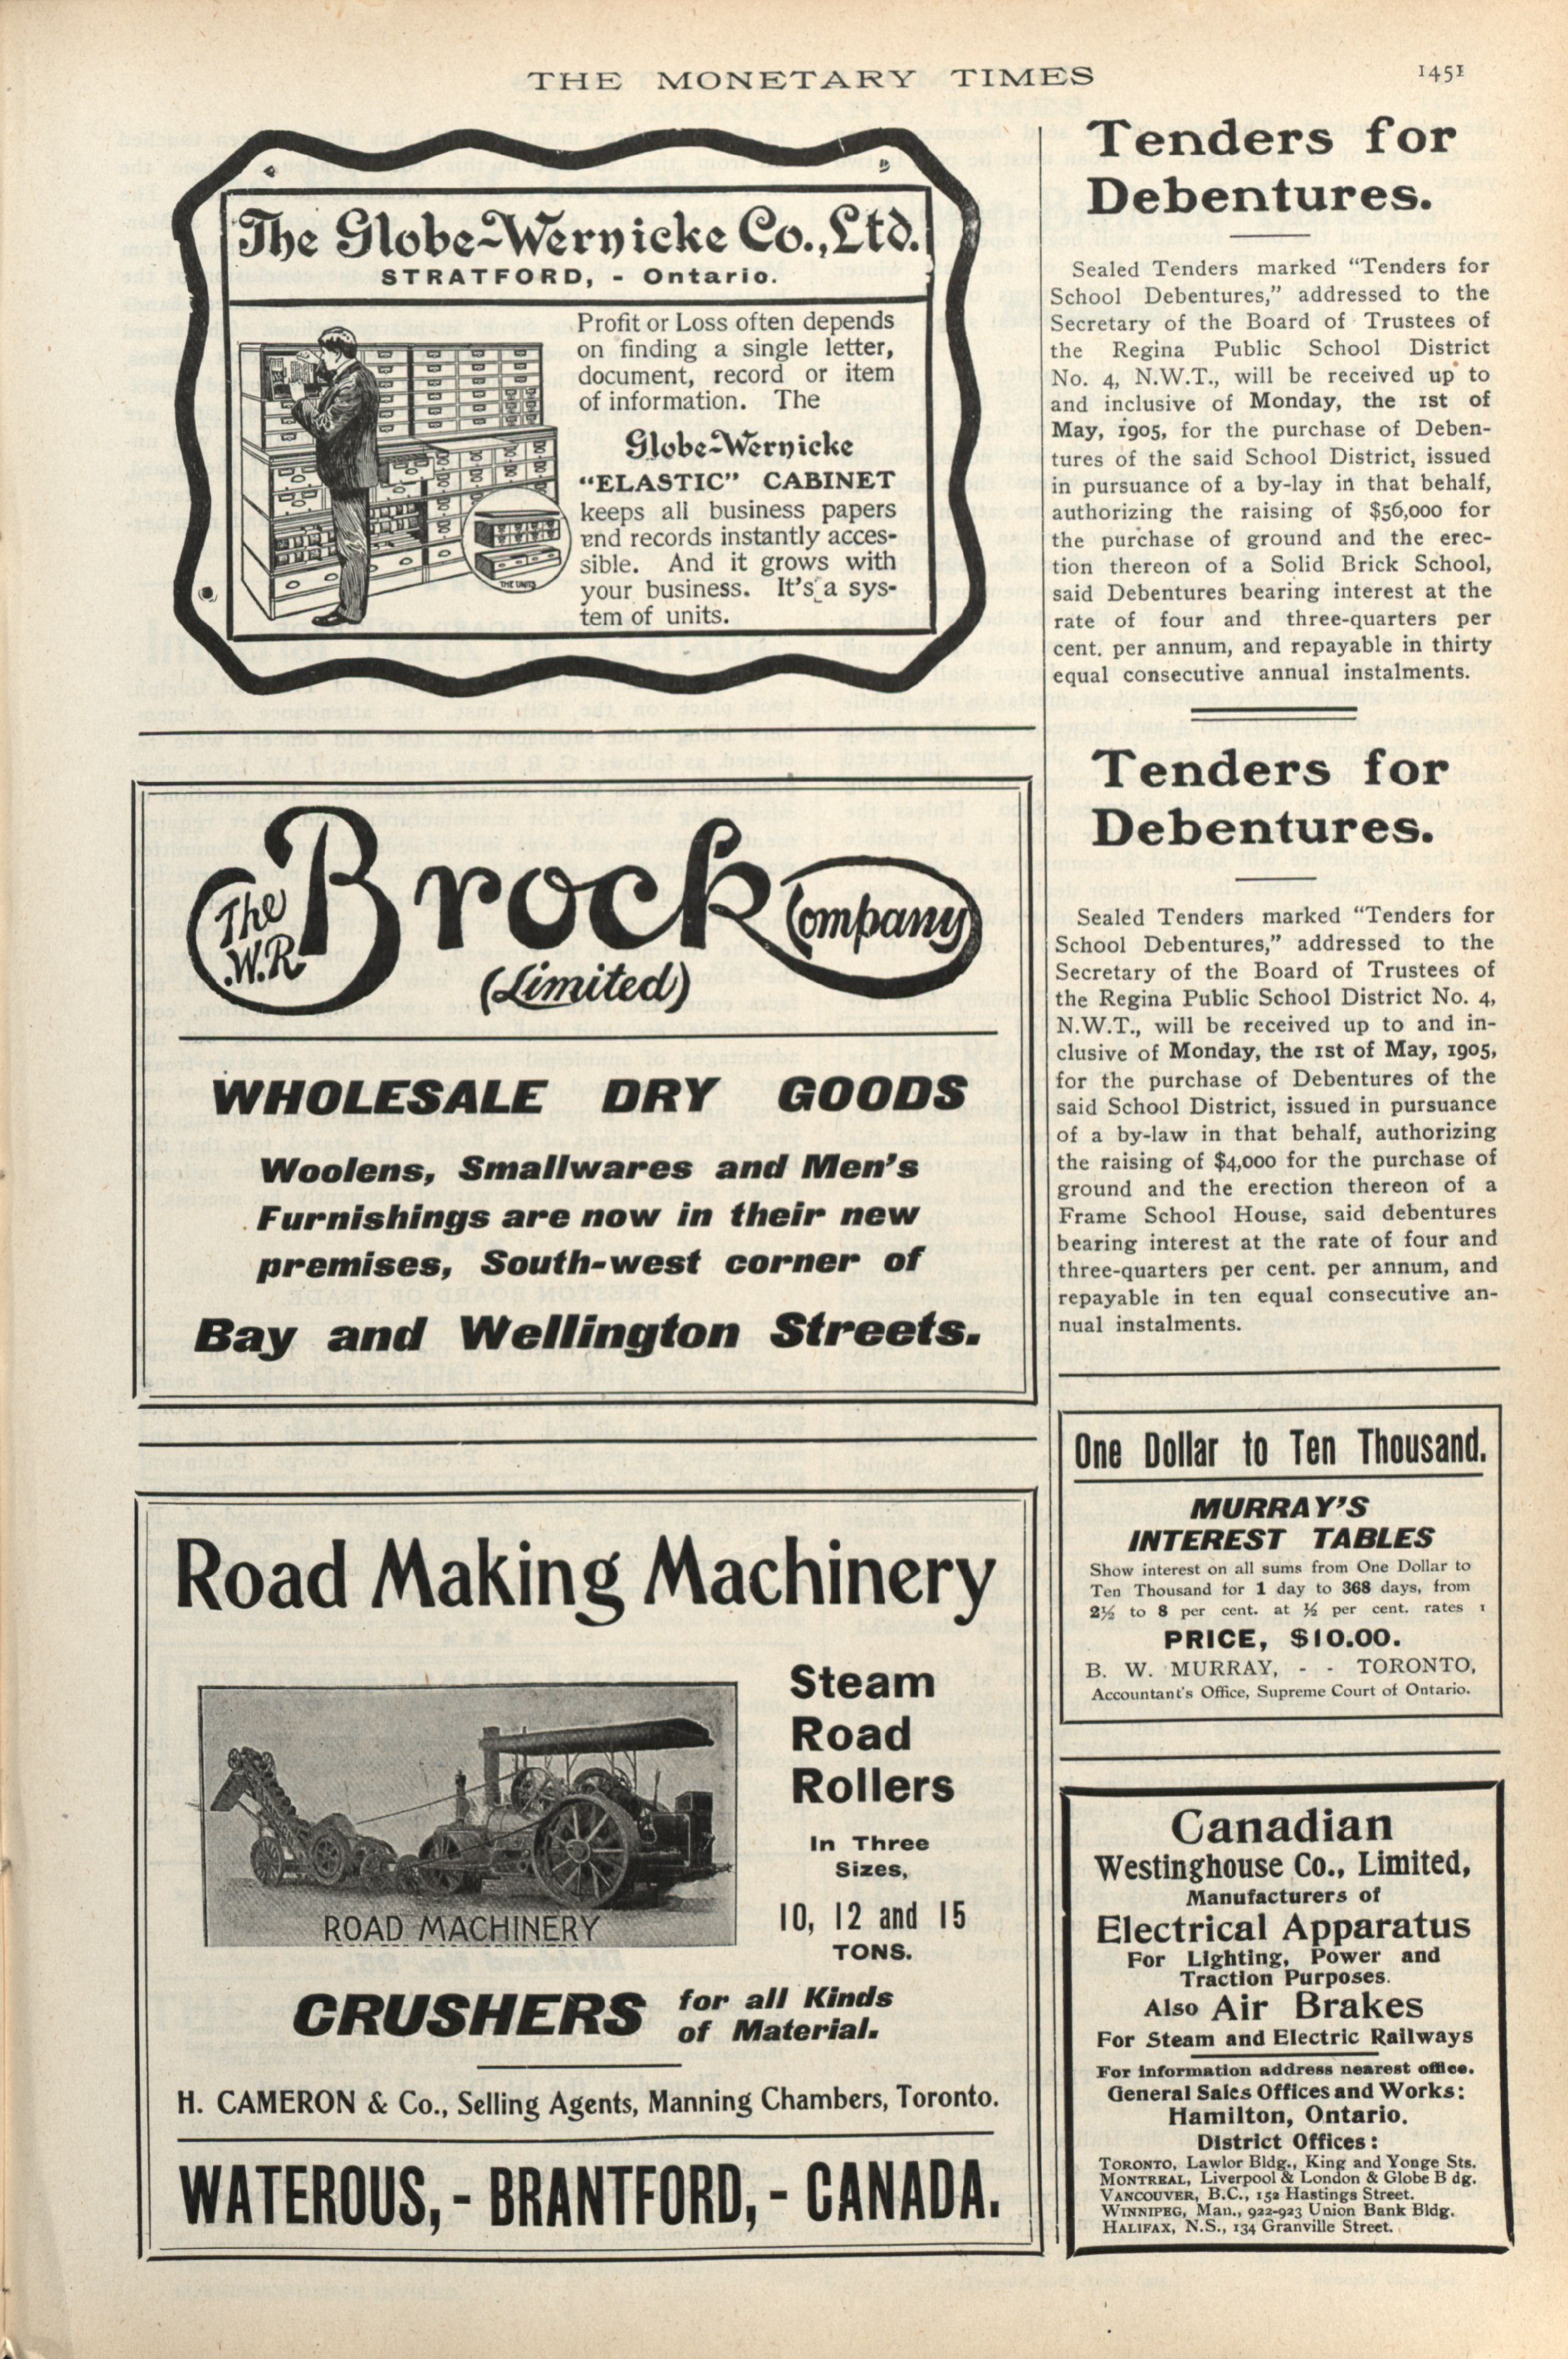 THE MONETARY TIMES
1451
The Globe-Wernicke Co., Ltd.
STRATFORD, - Ontario.
Profit or Loss often depends
on finding a single letter,
document, record or item
of information. The
Globe-Wernicke
"ELASTIC" CABINET
keeps all business papers
end records instantly acces-
sible. And it grows with
your business. It's a sys-
tem of units.
THE UNITS
The W.R. Brock Company
(Limited)
WHOLESALE DRY GOODS
Woolens, Smallwares and Men's
Furnishings are now in their new
premises, South-west corner of
Bay and Wellington Streets.
Road Making Machinery
ROAD MACHINERY
Steam
Road
Rollers
In Three
Sizes,
10, 12 and 15
TONS.
CRUSHERS for all Kinds
of Material.
H. CAMERON & Co., Selling Agents, Manning Chambers, Toronto.
WATEROUS, - BRANTFORD, - CANADA.
Tenders for
Debentures.
Sealed Tenders marked "Tenders for
School Debentures," addressed to the
Secretary of the Board of Trustees of
the Regina Public School District
No. 4, N.W.T., will be received up to
and inclusive of Monday, the 1st of
May, 1905, for the purchase of Deben-
tures of the said School District, issued
in pursuance of a by-lay in that behalf,
authorizing the raising of $56,000 for
the purchase of ground and the erec-
tion thereon of a Solid Brick School,
said Debentures bearing interest at the
rate of four and three-quarters per
cent. per annum, and repayable in thirty
equal consecutive annual instalments.
Tenders for
Debentures.
Sealed Tenders marked "Tenders for
School Debentures," addressed to the
Secretary of the Board of Trustees of
the Regina Public School District No. 4,
N.W.T., will be received up to and in-
clusive of Monday, the 1st of May, 1905,
for the purchase of Debentures of the
said School District, issued in pursuance
of a by-law in that behalf, authorizing
the raising of $4,000 for the purchase of
ground and the erection thereon of a
Frame School House, said debentures
bearing interest at the rate of four and
three-quarters per cent. per annum, and
repayable in ten equal consecutive an-
nual instalments.
One Dollar to Ten Thousand.
MURRAY'S
INTEREST TABLES
Show interest on all sums from One Dollar to
Ten Thousand for 1 day to 368 days, from
2½ to 8 per cent. at ½ per cent. rates
PRICE, $10.00.
B. W. MURRAY, - - TORONTO,
Accountant's Office, Supreme Court of Ontario.
Canadian
Westinghouse Co., Limited,
Manufacturers of
Electrical Apparatus
For Lighting, Power and
Traction Purposes.
Also Air Brakes
For Steam and Electric Railways
For information address nearest office.
General Sales Offices and Works:
Hamilton, Ontario.
District Offices:
TORONTO, Lawlor Bldg., King and Yonge Sts.
MONTREAL, Liverpool & London & Globe B dg.
VANCOUVER, B.C., 152 Hastings Street.
WINNIPEG, Man., 922-923 Union Bank Bldg.
HALIFAX, N.S., 134 Granville Street.